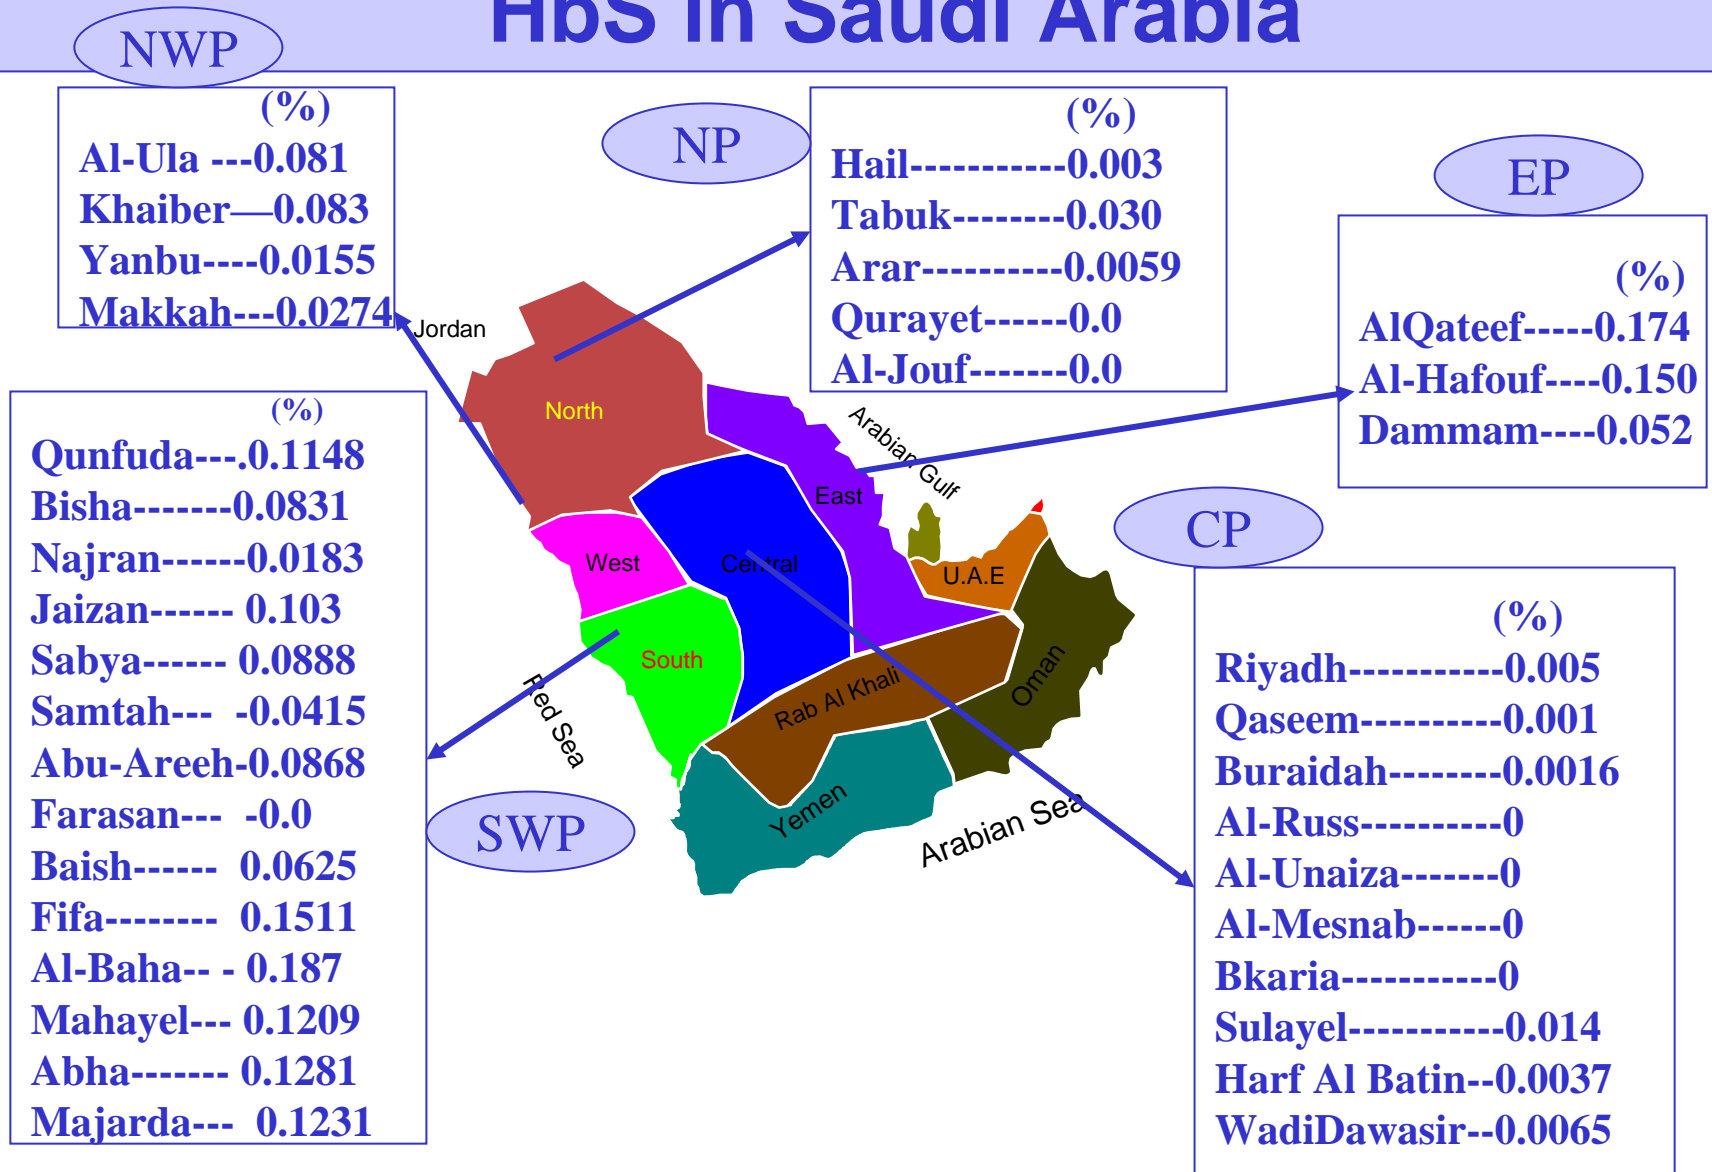 HbS in Saudi Arabia
NWP
(%)
Al-Ula ---0.081
Khaiber—0.083
Yanbu----0.0155
Makkah---0.0274
NP
(%)
Hail-----------0.003
Tabuk--------0.030
Arar----------0.0059
Qurayet------0.0
Al-Jouf-------0.0
EP
(%)
AlQateef-----0.174
Al-Hafouf----0.150
Dammam----0.052
(%)
Qunfuda---.0.1148
Bisha-------0.0831
Najran------0.0183
Jaizan------ 0.103
Sabya------ 0.0888
Samtah--- -0.0415
Abu-Areeh-0.0868
Farasan--- -0.0
Baish------ 0.0625
Fifa-------- 0.1511
Al-Baha-- - 0.187
Mahayel--- 0.1209
Abha------- 0.1281
Majarda--- 0.1231
SWP
CP
(%)
Riyadh-----------0.005
Qaseem----------0.001
Buraidah--------0.0016
Al-Russ----------0
Al-Unaiza-------0
Al-Mesnab------0
Bkaria-----------0
Sulayel-----------0.014
Harf Al Batin--0.0037
WadiDawasir--0.0065
Jordan
North
Arabian Gulf
East
West
Central
U.A.E
South
Red Sea
Rab Al Khali
Oman
Yemen
Arabian Sea